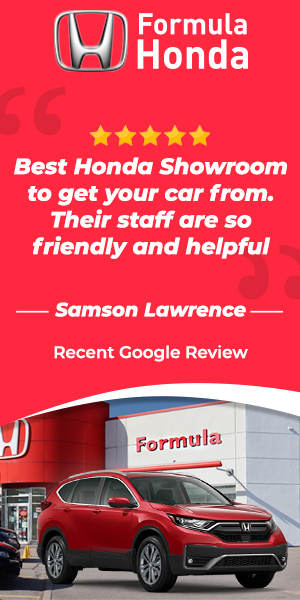 Formula
Honda
Best Honda Showroom
to get your car from.
Their staff are so
friendly and helpful
Samson Lawrence
Recent Google Review
Formula